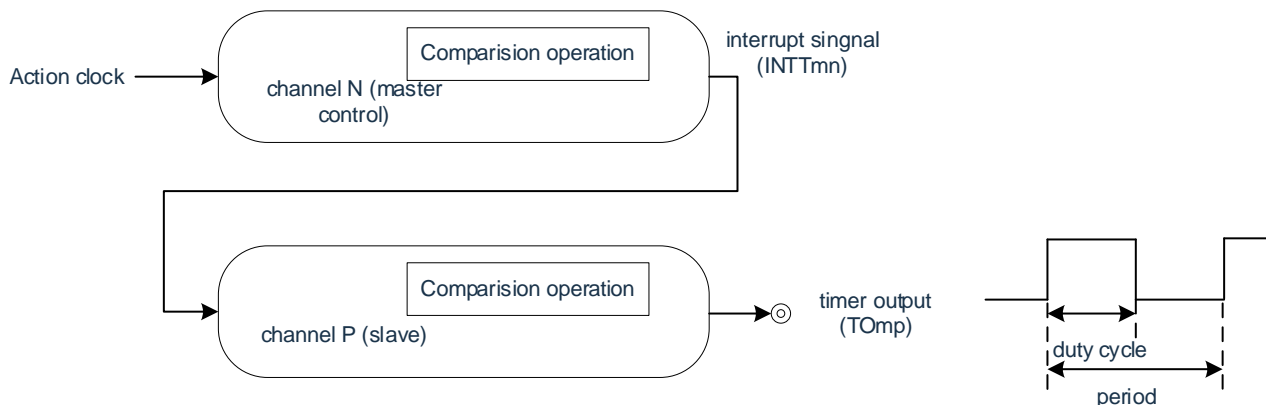 Comparision operation
interrupt singnal
(INTTmn)
Action clock
channel N (master
control)
Comparision operation
channel P (slave)
timer output
(TOmp)
duty cycle
period